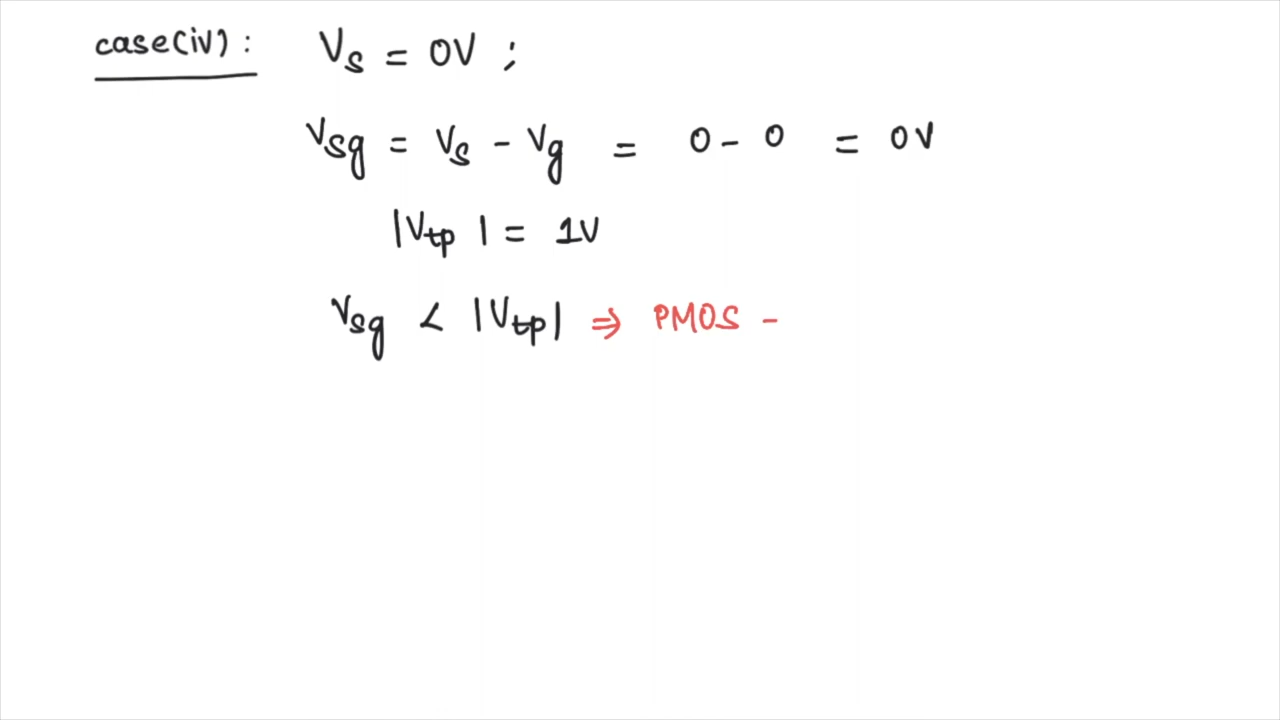 case(iv): Vs = 0V ;
Vsg = Vs - Vg = 0 - 0 = 0V
|Vtp| = 1V
Vsg < |Vtp| ⇒ PMOS -